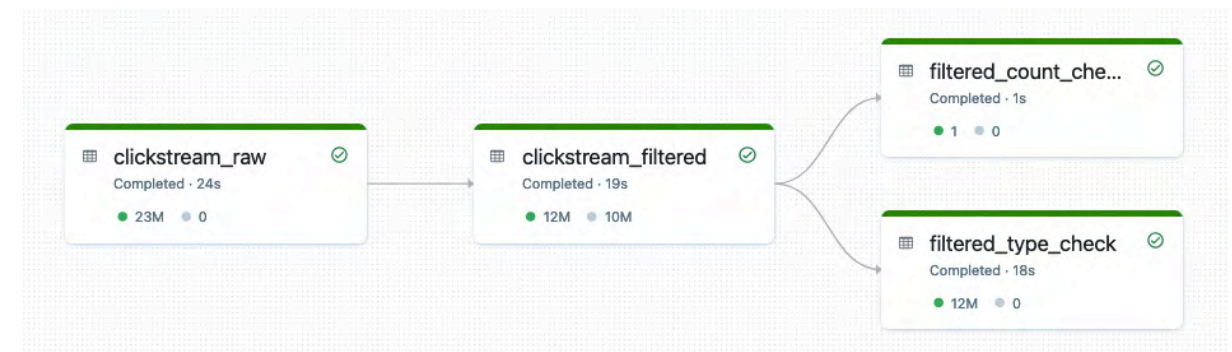 clickstream_raw
Completed · 24s
23M 0
clickstream_filtered
Completed · 19s
12M 10M
filtered_count_che...
Completed · 1s
1 0
filtered_type_check
Completed · 18s
12M 0